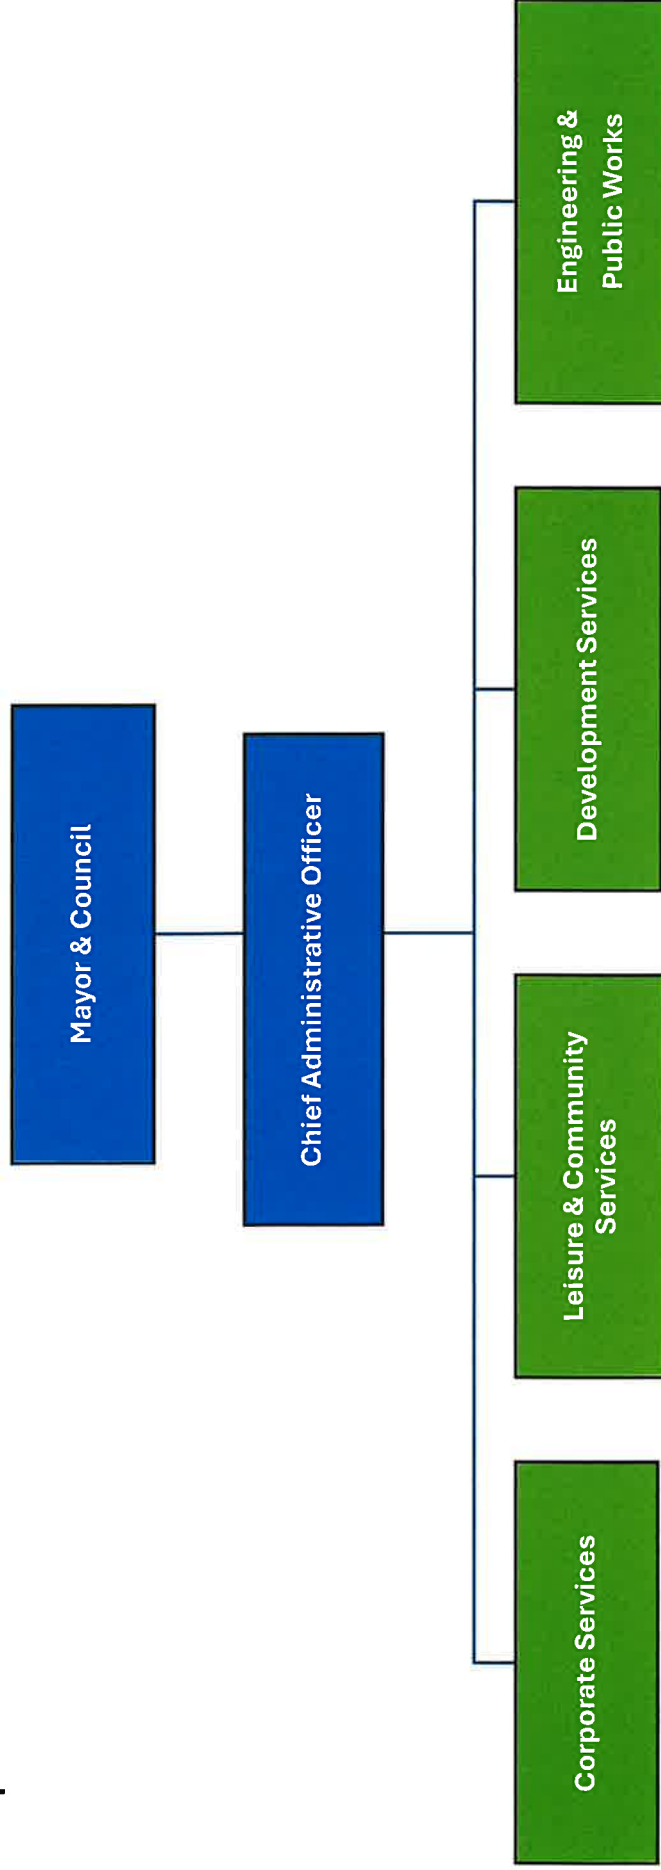 Mayor & Council
Chief Administrative Officer
Corporate Services
Leisure & Community
Services
Development Services
Engineering &
Public Works